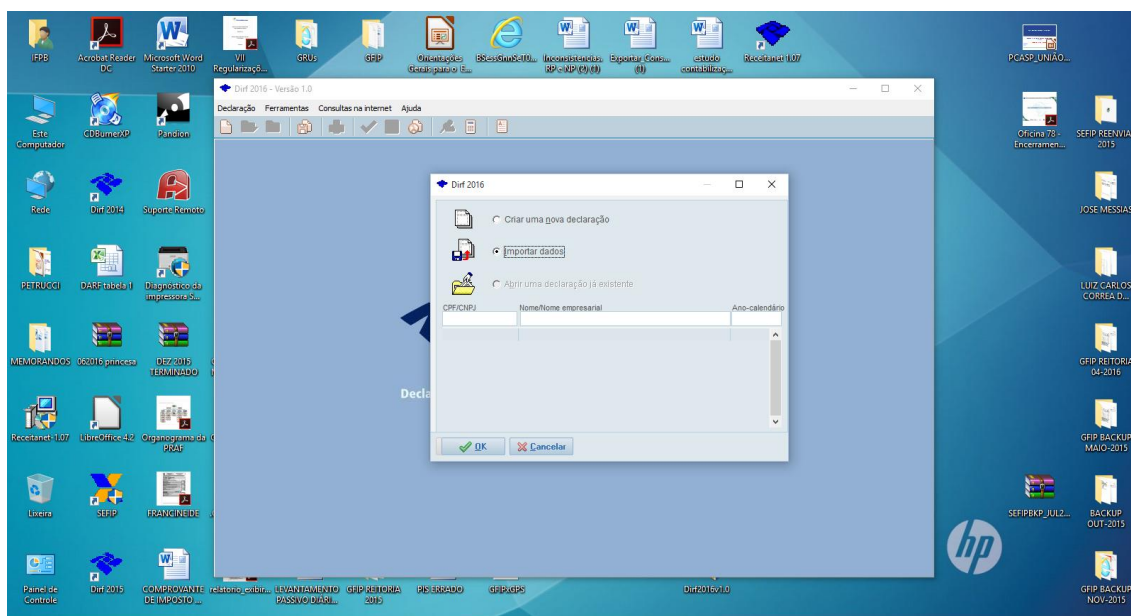 IFPB
Acrobat Reader
DC
Microsoft Word
Starter 2010
VII
Regularizaçõ...
GRUs
GFIP
Orientações
Gerais para o E...
Inconsistencias.
RP e NP (2) (1)
Exportar_Cons...
(1)
estudo
contabilizaç...
Receitanet 1.07
PCASP_UNIÃO...
Dirf 2016 - Versão 1.0
Declaração Ferramentas Consultas na internet Ajuda
Este
Computador
CDBurnerXP
Pandion
Oficina 78 -
Encerramen...
SEFIP REENVIA
2015
Dirf 2016
Criar uma nova declaração
Importar dados
Abrir uma declaração já existente
CPF/CNPJ Nome/Nome empresarial Ano-calendário
OK Cancelar
Rede
Dirf 2014
Suporte Remoto
JOSE MESSIAS
PETRUCCI
DARF tabela 1
Diagnostico da
impressora S...
LUIZ CARLOS
CORREA D...
Decla
MEMORANDOS
062016 princesa
DEZ 2015
TERMINADO
GFIP REITORIA
04-2016
Receitanet-1.07
LibreOffice 4.2
Organograma da
PRAF
GFIP BACKUP
MAIO-2015
Lixeira
SEFIP
FRANCINEIDE
SEFIPBKP_JUL2...
BACKUP
OUT-2015
hp
Painel de
Controle
Dirf 2015
COMPROVANTE
DE IMPOSTO ...
relatorio_exibir...
LEVANTAMENTO
PASSIVO DIARI...
GFIP REITORIA
2015
PIS ERRADO
GFIPxGPS
Dirf2016v1.0
GFIP BACKUP
NOV-2015